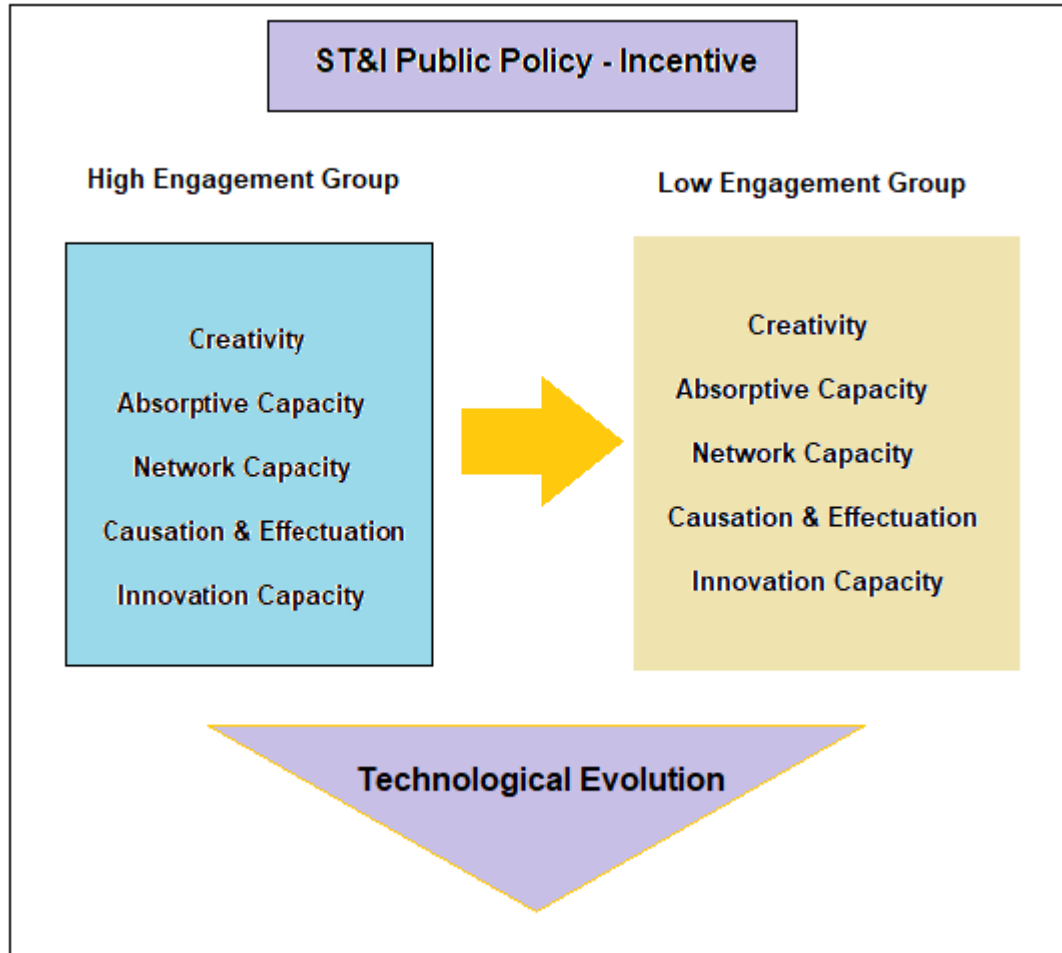 ST&I Public Policy - Incentive
High Engagement Group
Low Engagement Group
Creativity
Absorptive Capacity
Network Capacity
Causation & Effectuation
Innovation Capacity
Creativity
Absorptive Capacity
Network Capacity
Causation & Effectuation
Innovation Capacity
Technological Evolution